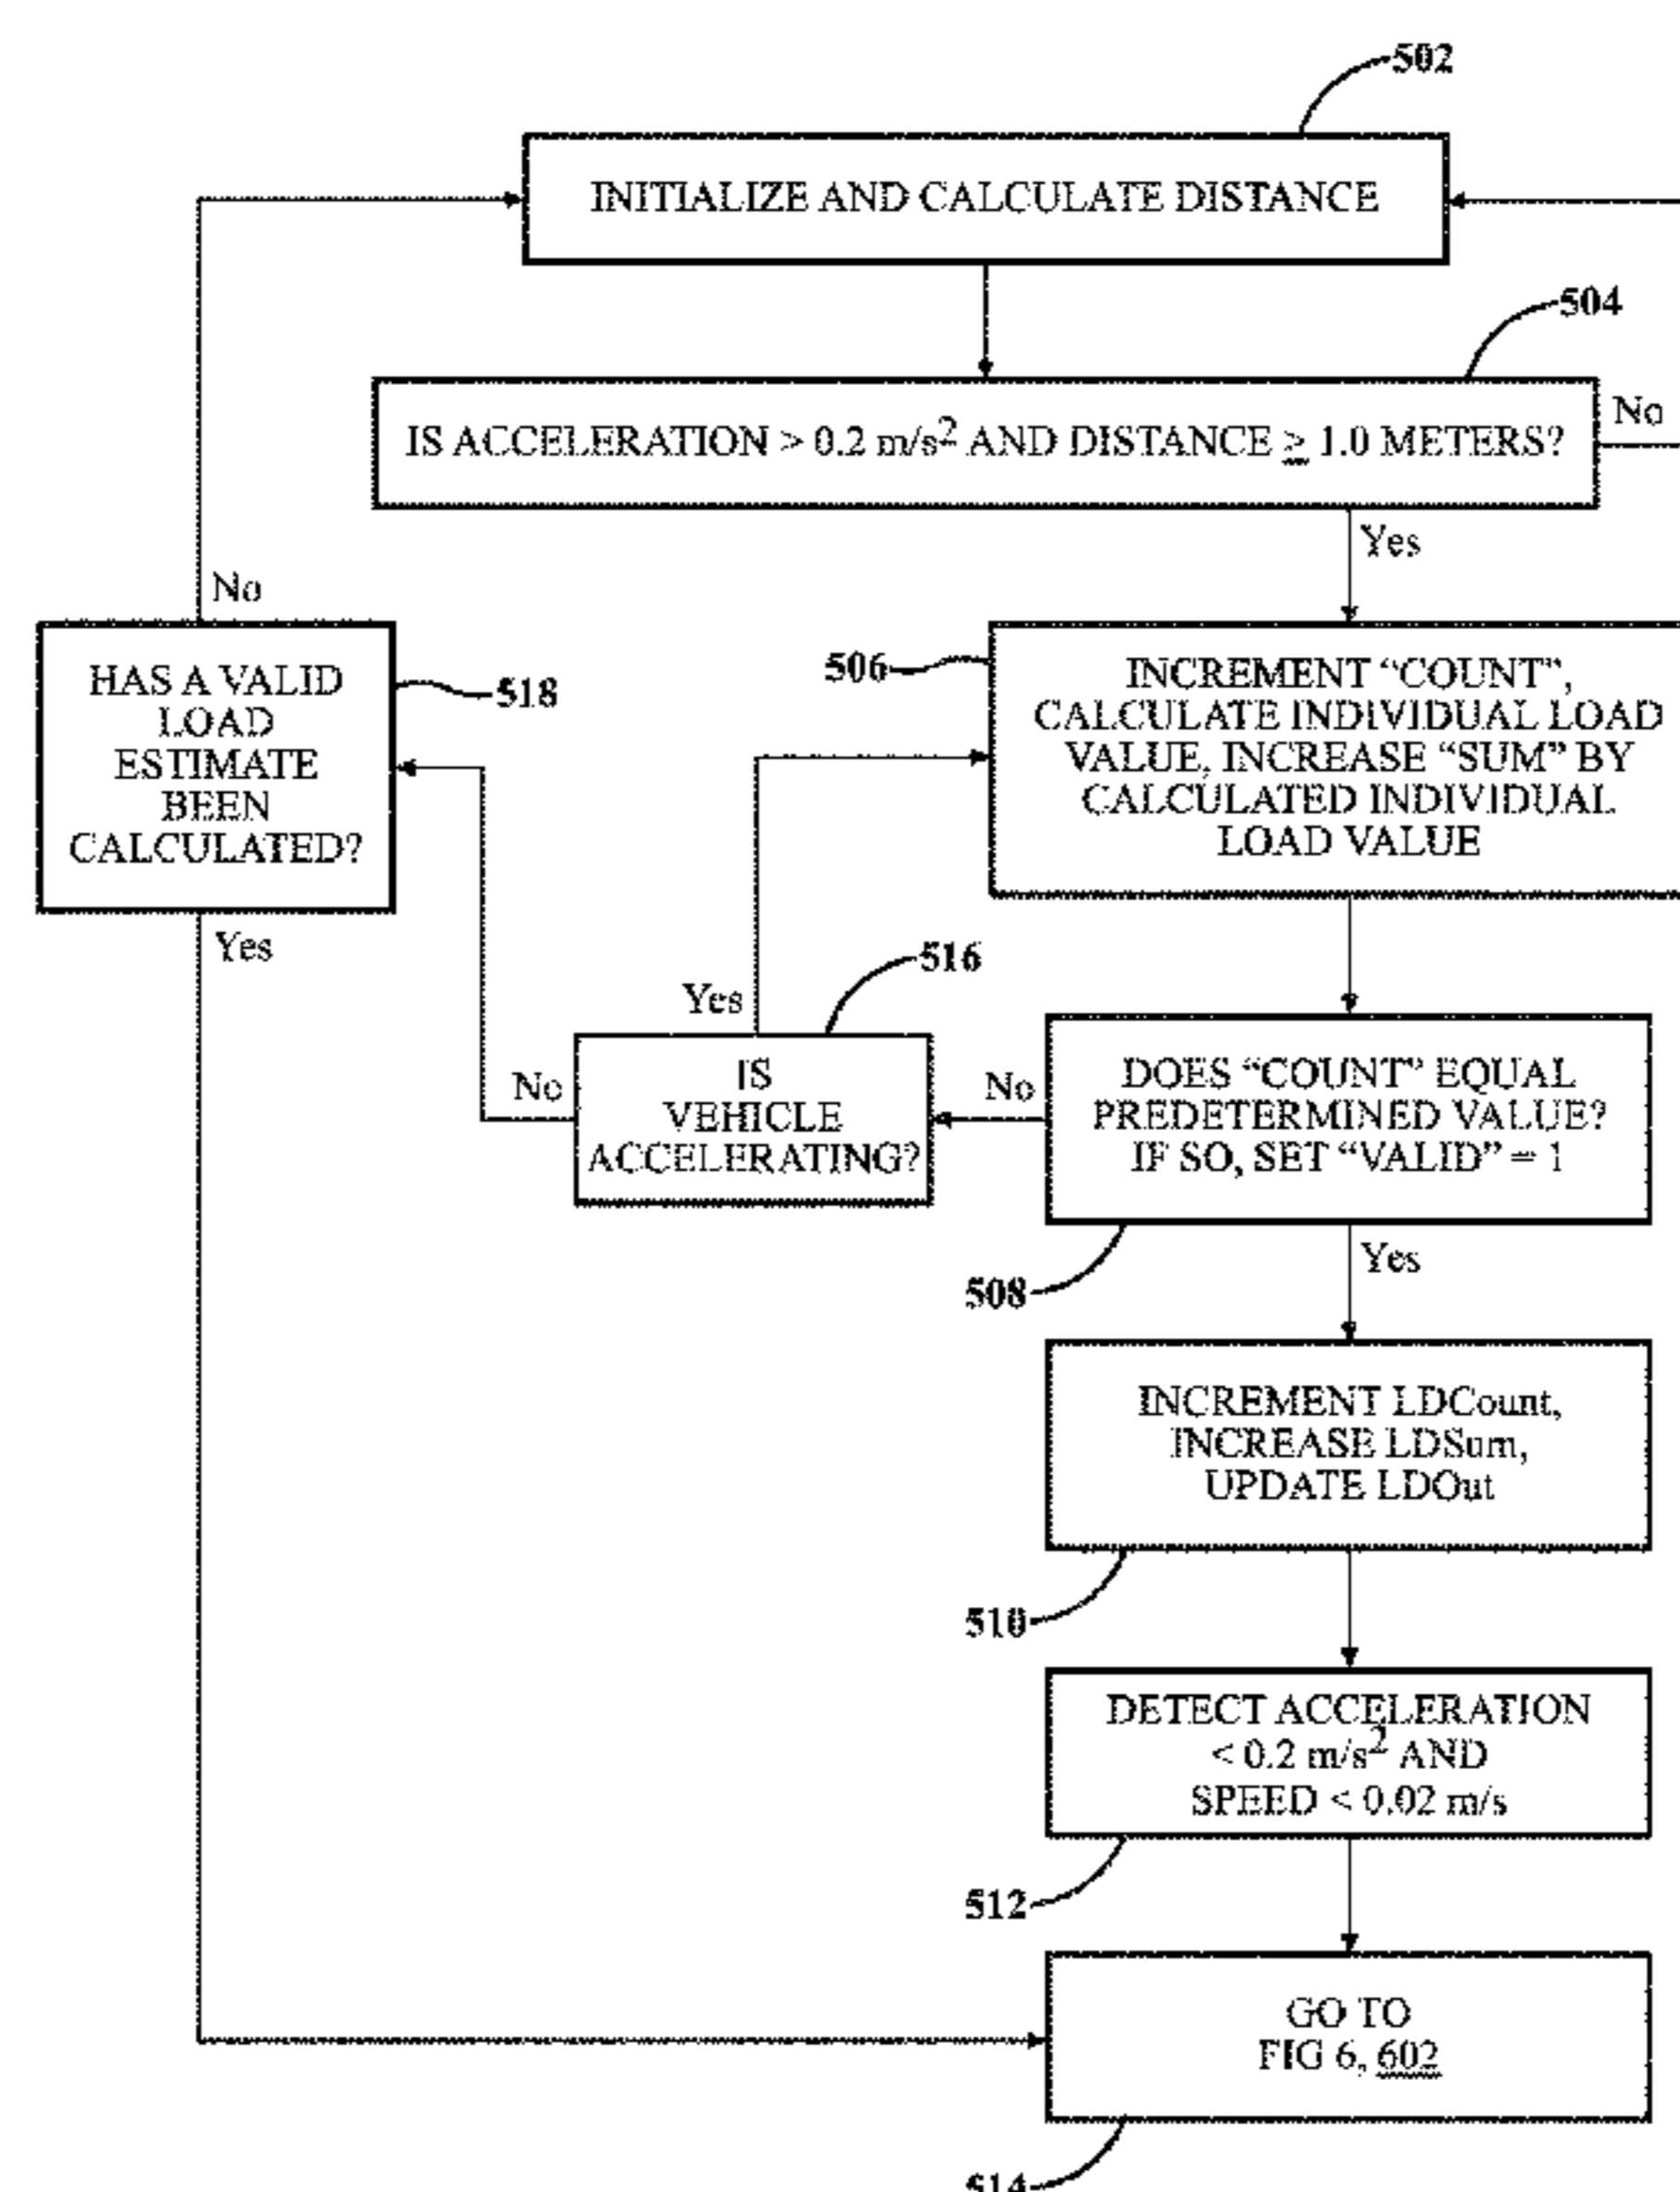 502
INITIALIZE AND CALCULATE DISTANCE
504
IS ACCELERATION > 0.2 m/s² AND DISTANCE ≥ 1.0 METERS?
No
Yes
No
HAS A VALID
LOAD
ESTIMATE
BEEN
CALCULATED?
518
506
INCREMENT “COUNT”,
CALCULATE INDIVIDUAL LOAD
VALUE, INCREASE “SUM” BY
CALCULATED INDIVIDUAL
LOAD VALUE
Yes
516
Yes
No
IS
VEHICLE
ACCELERATING?
No
DOES “COUNT” EQUAL
PREDETERMINED VALUE?
IF SO, SET “VALID” = 1
508
Yes
INCREMENT LDCount,
INCREASE LDSum,
UPDATE LDOut
510
DETECT ACCELERATION
< 0.2 m/s² AND
SPEED < 0.02 m/s
512
GO TO
FIG 6, 602
514